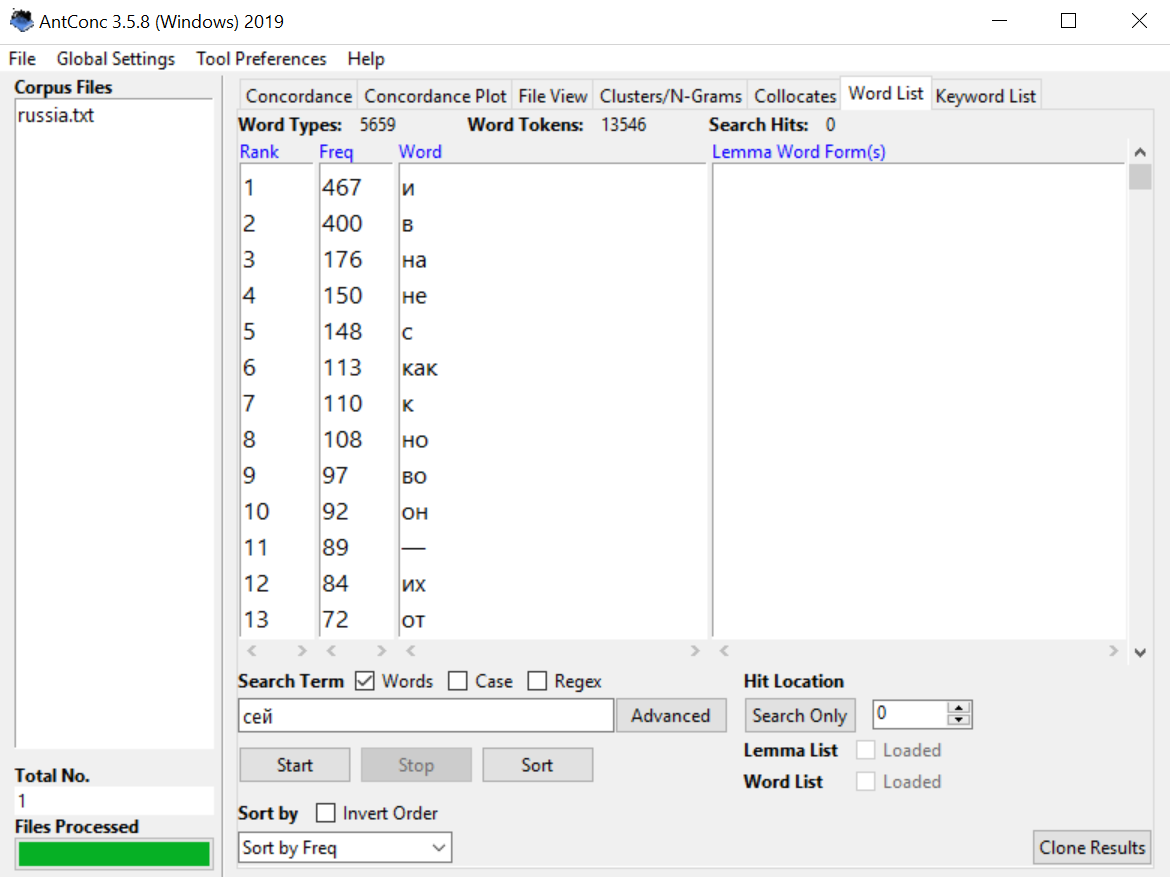 AntConc 3.5.8 (Windows) 2019
File Global Settings Tool Preferences Help
Corpus Files
russia.txt
Concordance Concordance Plot File View Clusters/N-Grams Collocates Word List Keyword List
Word Types: 5659 Word Tokens: 13546 Search Hits: 0
Rank Freq Word Lemma Word Form(s)
1 467 и
2 400 в
3 176 на
4 150 не
5 148 с
6 113 как
7 110 к
8 108 но
9 97 во
10 92 он
11 89 —
12 84 их
13 72 от
Search Term Words Case Regex Hit Location
сей Advanced Search Only 0
Start Stop Sort Lemma List Loaded
Word List Loaded
Total No.
1
Sort by Invert Order
Files Processed
Sort by Freq Clone Results